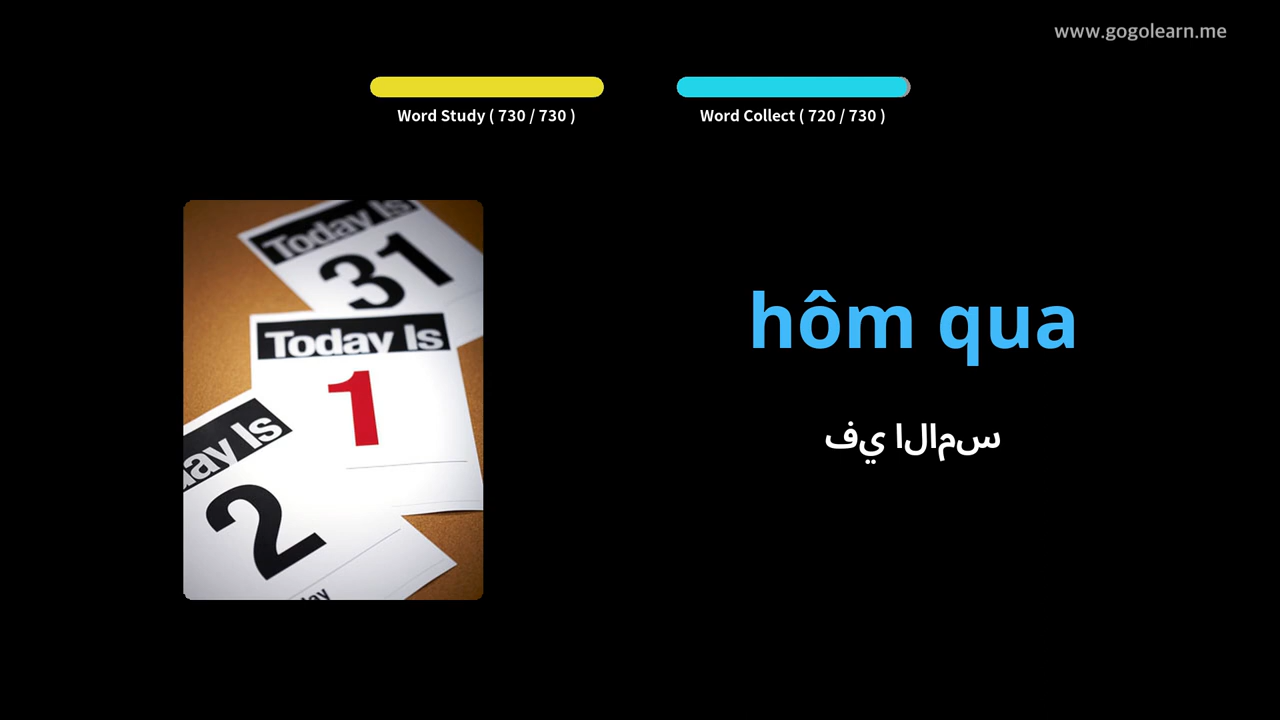 www.gogolearn.me
Word Study ( 730 / 730 )
Word Collect ( 720 / 730 )
Today Is
31
Today Is
1
ay Is
2
day
hôm qua
في الامس